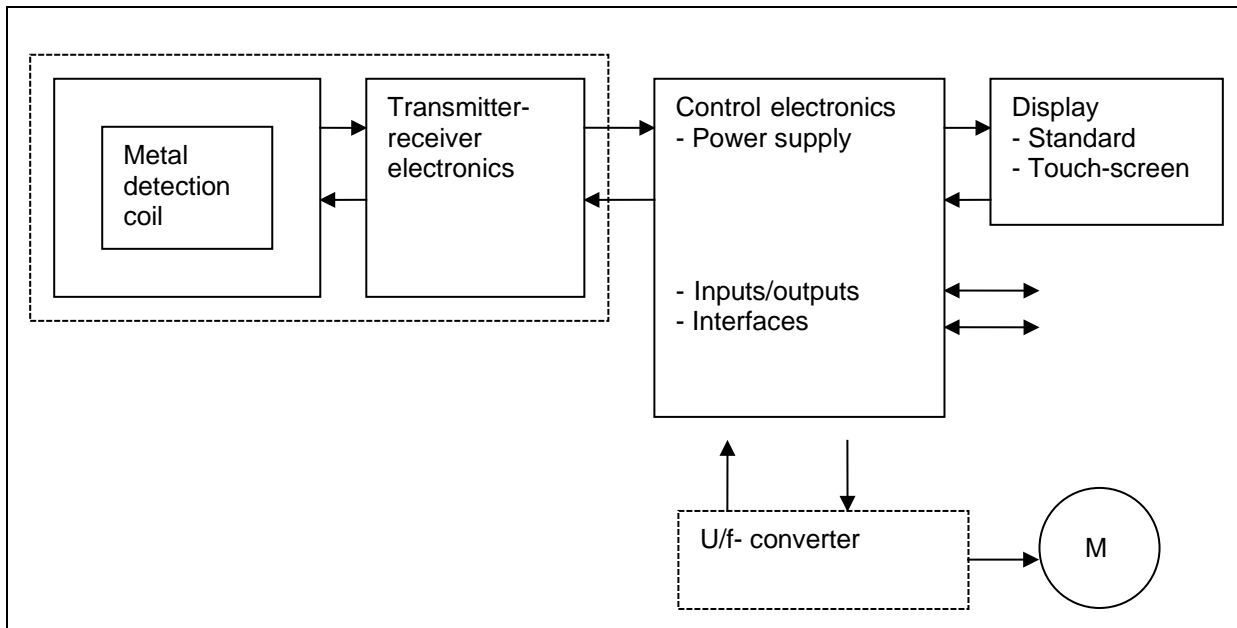 Metal
detection
coil
Transmitter-
receiver
electronics
Control electronics
- Power supply
- Inputs/outputs
- Interfaces
Display
- Standard
- Touch-screen
U/f- converter
M